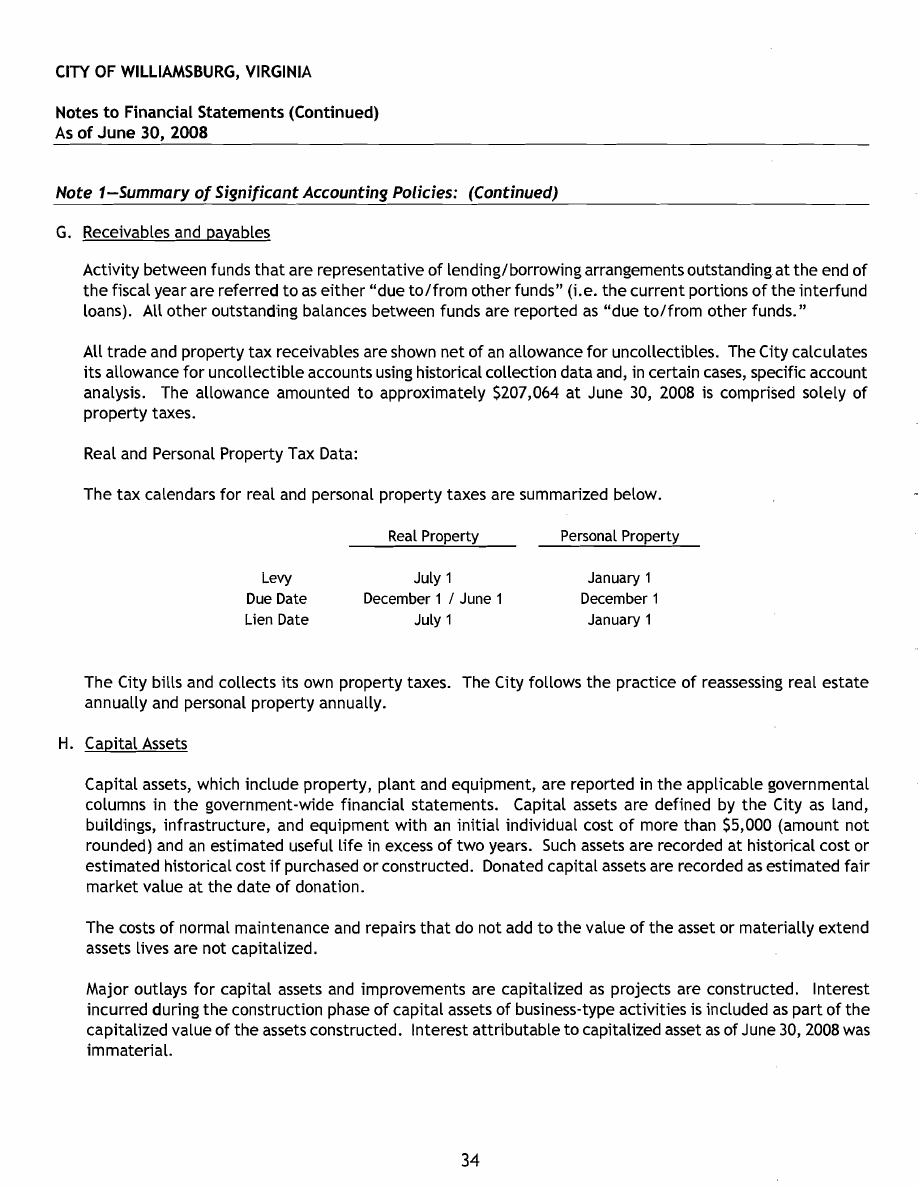 CITY OF WILLIAMSBURG, VIRGINIA
Notes to Financial Statements (Continued)
As of June 30, 2008
Note 1—Summary of Significant Accounting Policies: (Continued)
G. Receivables and payables
Activity between funds that are representative of lending/borrowing arrangements outstanding at the end of
the fiscal year are referred to as either “due to/from other funds” (i.e. the current portions of the interfund
loans). All other outstanding balances between funds are reported as “due to/from other funds.”
All trade and property tax receivables are shown net of an allowance for uncollectibles. The City calculates
its allowance for uncollectible accounts using historical collection data and, in certain cases, specific account
analysis. The allowance amounted to approximately $207,064 at June 30, 2008 is comprised solely of
property taxes.
Real and Personal Property Tax Data:
The tax calendars for real and personal property taxes are summarized below.
Real Property Personal Property
Levy July 1 January 1
Due Date December 1 / June 1 December 1
Lien Date July 1 January 1
The City bills and collects its own property taxes. The City follows the practice of reassessing real estate
annually and personal property annually.
H. Capital Assets
Capital assets, which include property, plant and equipment, are reported in the applicable governmental
columns in the government-wide financial statements. Capital assets are defined by the City as land,
buildings, infrastructure, and equipment with an initial individual cost of more than $5,000 (amount not
rounded) and an estimated useful life in excess of two years. Such assets are recorded at historical cost or
estimated historical cost if purchased or constructed. Donated capital assets are recorded as estimated fair
market value at the date of donation.
The costs of normal maintenance and repairs that do not add to the value of the asset or materially extend
assets lives are not capitalized.
Major outlays for capital assets and improvements are capitalized as projects are constructed. Interest
incurred during the construction phase of capital assets of business-type activities is included as part of the
capitalized value of the assets constructed. Interest attributable to capitalized asset as of June 30, 2008 was
immaterial.
34